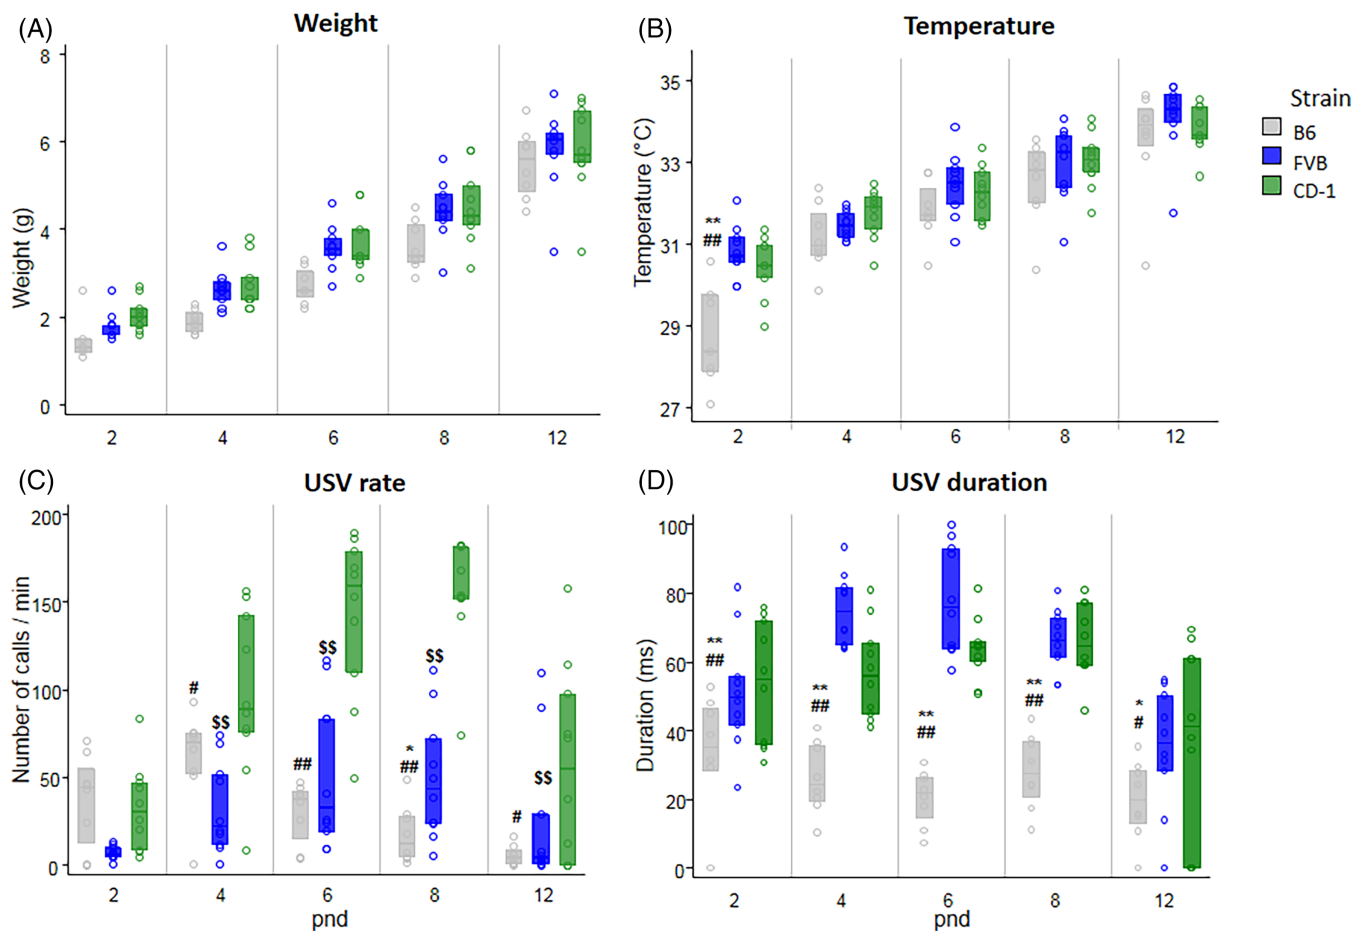 (A) Weight
Weight (g)
8
6
4
2
0
2 4 6 8 12
(B) Temperature
Temperature (°C)
35
33
31
29
27
**
##
2 4 6 8 12
Strain
B6
FVB
CD-1
(C) USV rate
Number of calls / min
200
150
100
50
0
#
$$
##
$$
*
##
$$
#
$$
2 4 6 8 12
pnd
(D) USV duration
Duration (ms)
100
80
60
40
20
0
**
##
**
##
**
##
**
##
*
#
2 4 6 8 12
pnd